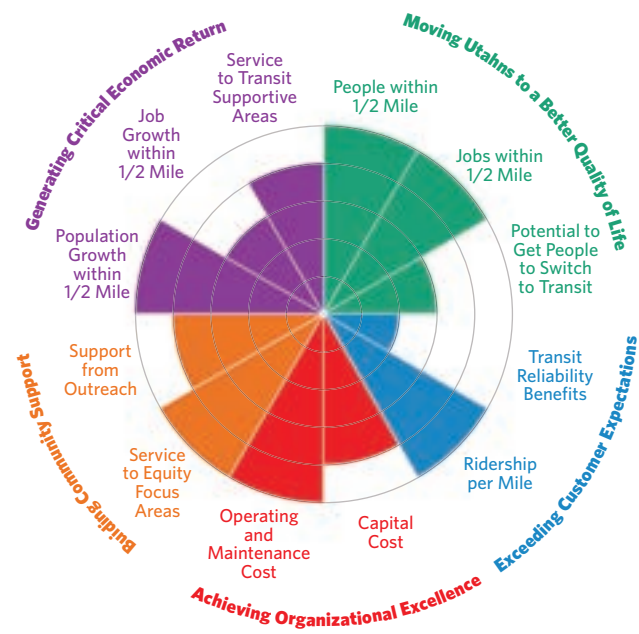 Moving Utahns to a Better Quality of Life
People within
1/2 Mile
Jobs within
1/2 Mile
Potential to
Get People
to Switch
to Transit
Exceeding Customer Expectations
Transit
Reliability
Benefits
Ridership
per Mile
Achieving Organizational Excellence
Capital
Cost
Operating
and
Maintenance
Cost
Buiding Community Support
Service
to Equity
Focus
Areas
Support
from
Outreach
Generating Critical Economic Return
Population
Growth
within
1/2 Mile
Job
Growth
within
1/2 Mile
Service
to Transit
Supportive
Areas